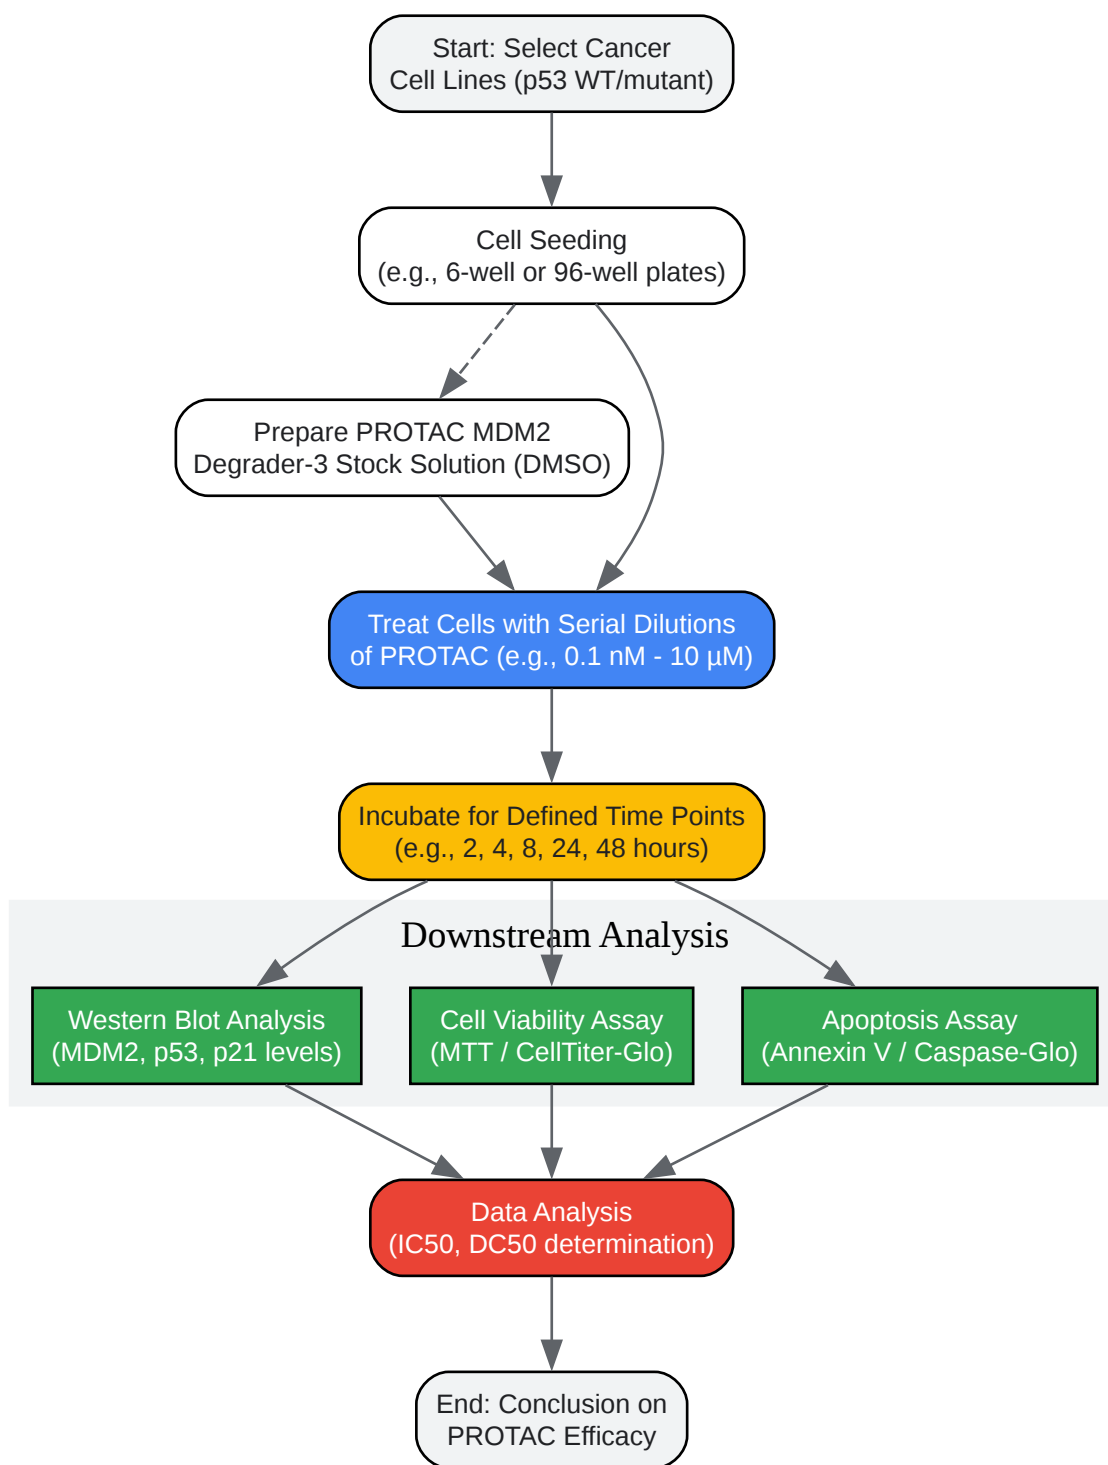 Start: Select Cancer
Cell Lines (p53 WT/mutant)
Cell Seeding
(e.g., 6-well or 96-well plates)
Prepare PROTAC MDM2
Degrader-3 Stock Solution (DMSO)
Treat Cells with Serial Dilutions
of PROTAC (e.g., 0.1 nM - 10 µM)
Incubate for Defined Time Points
(e.g., 2, 4, 8, 24, 48 hours)
Downstream Analysis
Western Blot Analysis
(MDM2, p53, p21 levels)
Cell Viability Assay
(MTT / CellTiter-Glo)
Apoptosis Assay
(Annexin V / Caspase-Glo)
Data Analysis
(IC50, DC50 determination)
End: Conclusion on
PROTAC Efficacy